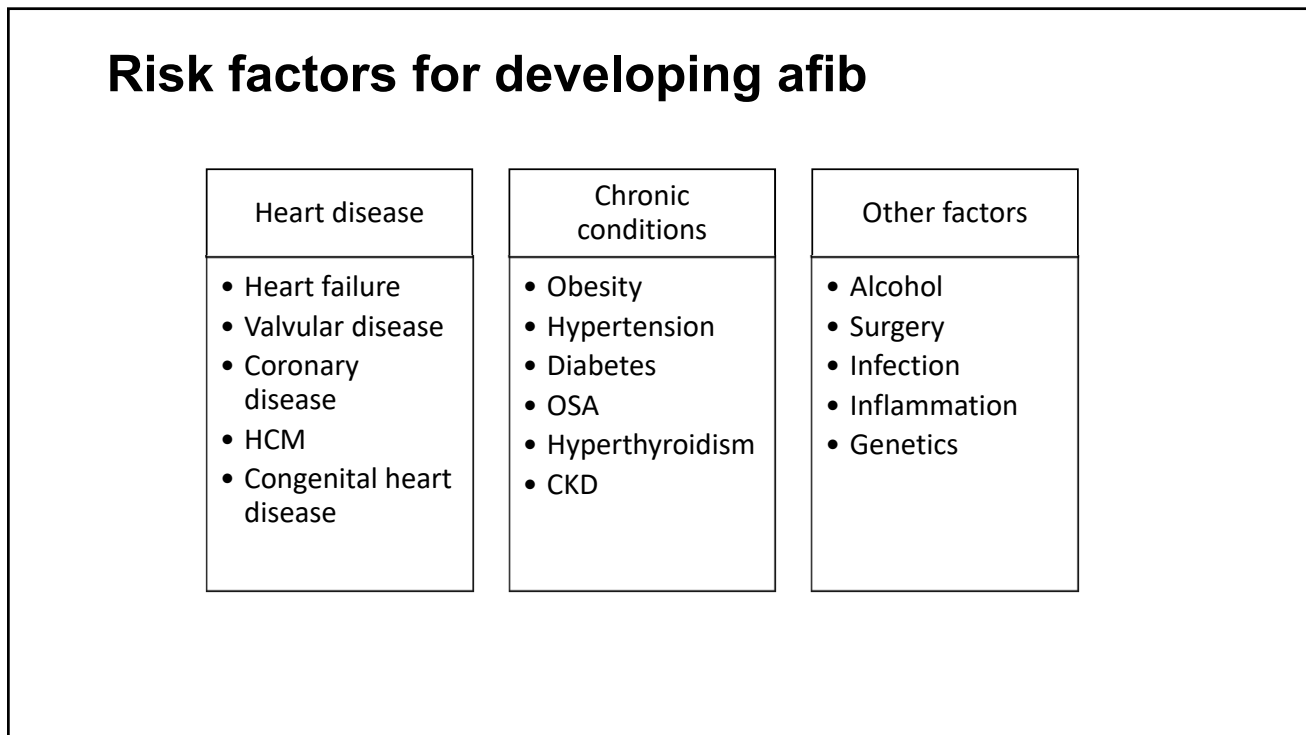 Risk factors for developing afib
Heart disease
• Heart failure
• Valvular disease
• Coronary
disease
• HCM
• Congenital heart
disease
Chronic
conditions
• Obesity
• Hypertension
• Diabetes
• OSA
• Hyperthyroidism
• CKD
Other factors
• Alcohol
• Surgery
• Infection
• Inflammation
• Genetics